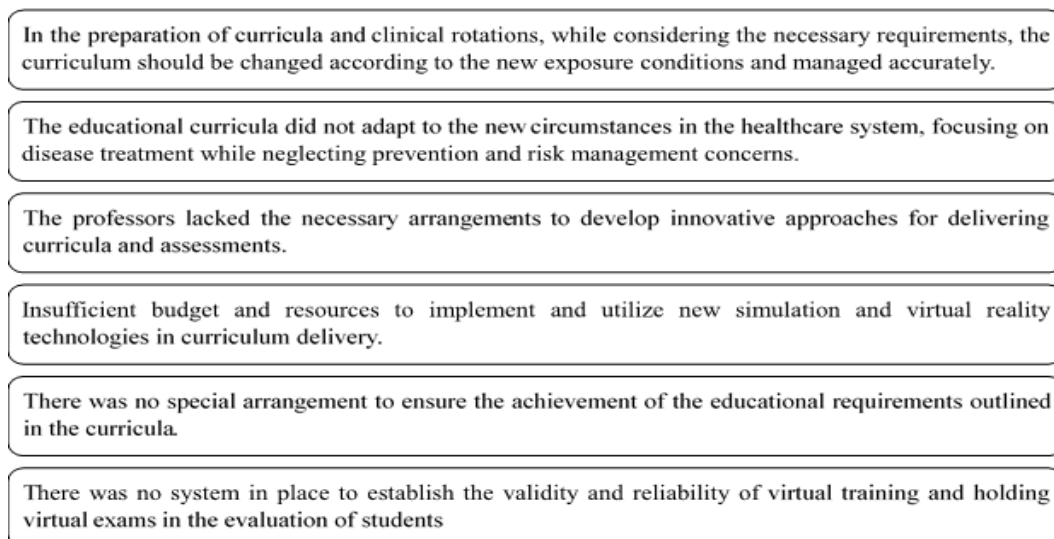 In the preparation of curricula and clinical rotations, while considering the necessary requirements, the
curriculum should be changed according to the new exposure conditions and managed accurately.
The educational curricula did not adapt to the new circumstances in the healthcare system, focusing on
disease treatment while neglecting prevention and risk management concerns.
The professors lacked the necessary arrangements to develop innovative approaches for delivering
curricula and assessments.
Insufficient budget and resources to implement and utilize new simulation and virtual reality
technologies in curriculum delivery.
There was no special arrangement to ensure the achievement of the educational requirements outlined
in the curricula.
There was no system in place to establish the validity and reliability of virtual training and holding
virtual exams in the evaluation of students